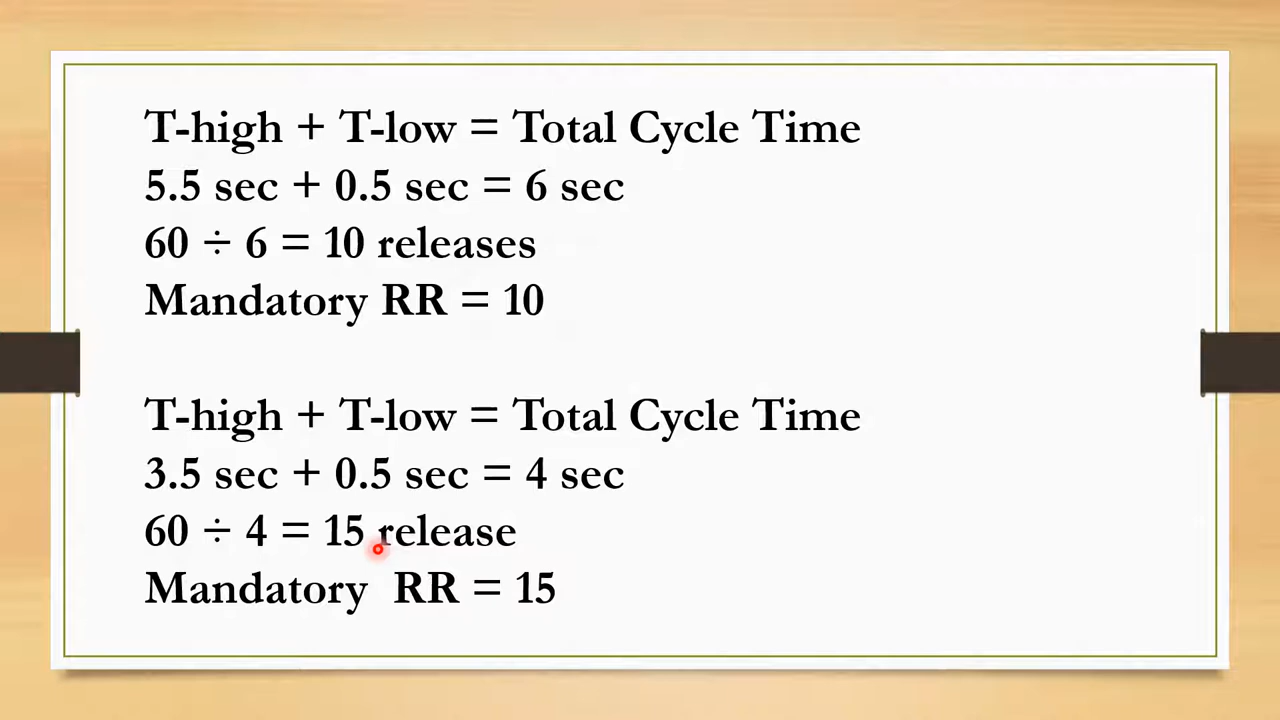 T-high + T-low = Total Cycle Time
5.5 sec + 0.5 sec = 6 sec
60 ÷ 6 = 10 releases
Mandatory RR = 10
T-high + T-low = Total Cycle Time
3.5 sec + 0.5 sec = 4 sec
60 ÷ 4 = 15 release
Mandatory  RR = 15